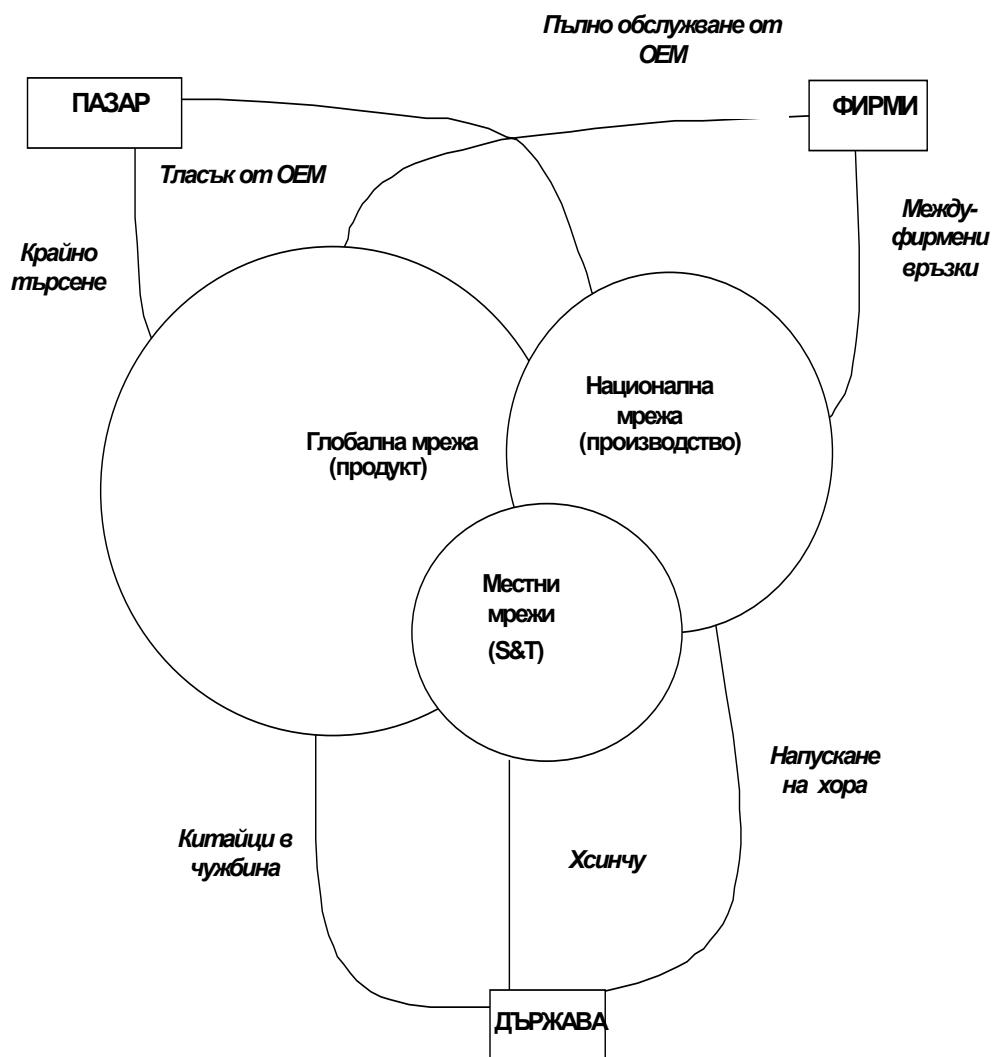 Пълно обслужване от
OEM
ПАЗАР
ФИРМИ
Тласък от OEM
Между-
фирмени
връзки
Крайно
търсене
Национална
мрежа
(производство)
Глобална мрежа
(продукт)
Местни
мрежи
(S&T)
Напускане
на хора
Китайци в
чужбина
Хсинчу
ДЪРЖАВА